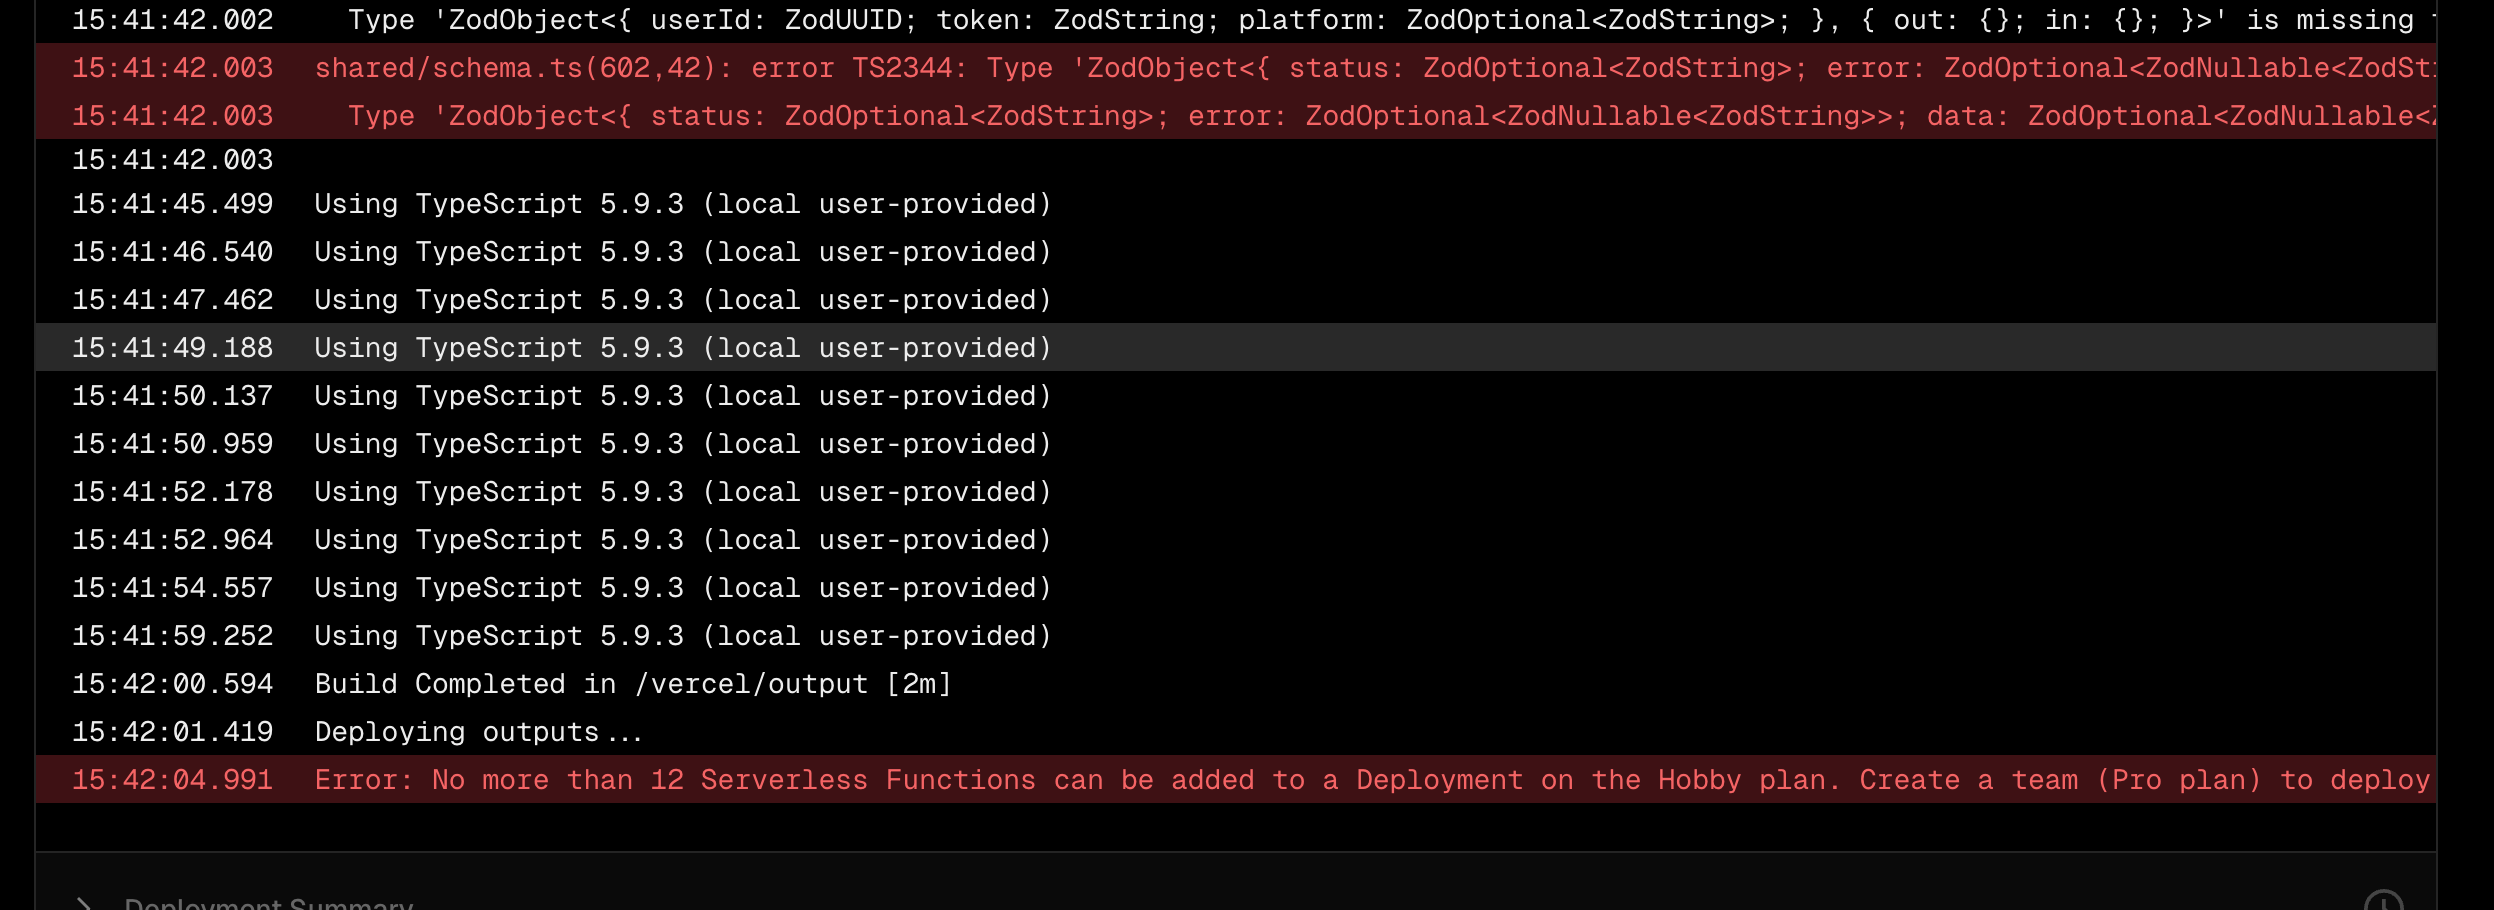 15:41:42.002 Type 'ZodObject<{ userId: ZodUUID; token: ZodString; platform: ZodOptional<ZodString>; }, { out: {}; in: {}; }>' is missing
15:41:42.003 shared/schema.ts(602,42): error TS2344: Type 'ZodObject<{ status: ZodOptional<ZodString>; error: ZodOptional<ZodNullable<ZodSt
15:41:42.003 Type 'ZodObject<{ status: ZodOptional<ZodString>; error: ZodOptional<ZodNullable<ZodString>>; data: ZodOptional<ZodNullable<
15:41:42.003
15:41:45.499 Using TypeScript 5.9.3 (local user-provided)
15:41:46.540 Using TypeScript 5.9.3 (local user-provided)
15:41:47.462 Using TypeScript 5.9.3 (local user-provided)
15:41:49.188 Using TypeScript 5.9.3 (local user-provided)
15:41:50.137 Using TypeScript 5.9.3 (local user-provided)
15:41:50.959 Using TypeScript 5.9.3 (local user-provided)
15:41:52.178 Using TypeScript 5.9.3 (local user-provided)
15:41:52.964 Using TypeScript 5.9.3 (local user-provided)
15:41:54.557 Using TypeScript 5.9.3 (local user-provided)
15:41:59.252 Using TypeScript 5.9.3 (local user-provided)
15:42:00.594 Build Completed in /vercel/output [2m]
15:42:01.419 Deploying outputs...
15:42:04.991 Error: No more than 12 Serverless Functions can be added to a Deployment on the Hobby plan. Create a team (Pro plan) to deploy
Deployment Summary